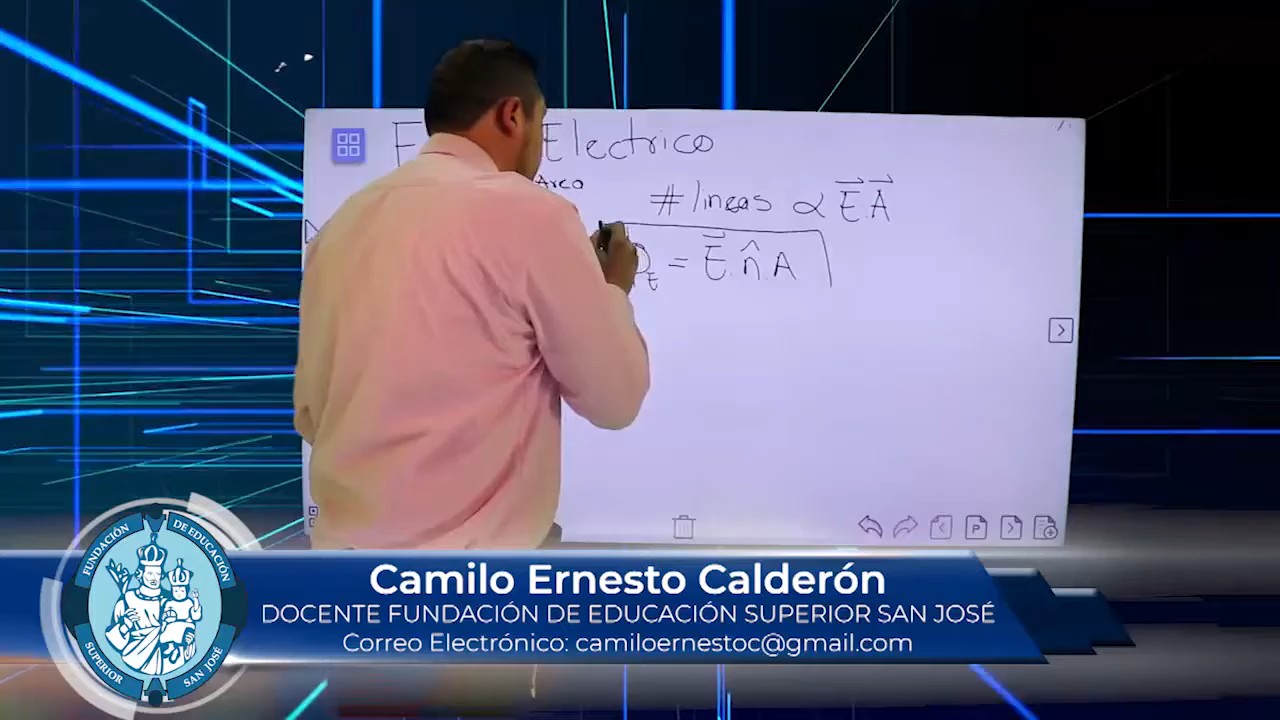 F Electrico
Area
# lineas ∝ E⃗.A⃗
Φt = E⃗.n̂.A
P
FUNDACIÓN DE EDUCACIÓN
SUPERIOR SAN JOSÉ
Camilo Ernesto Calderón
DOCENTE FUNDACIÓN DE EDUCACIÓN SUPERIOR SAN JOSÉ
Correo Electrónico: camiloernestoc@gmail.com